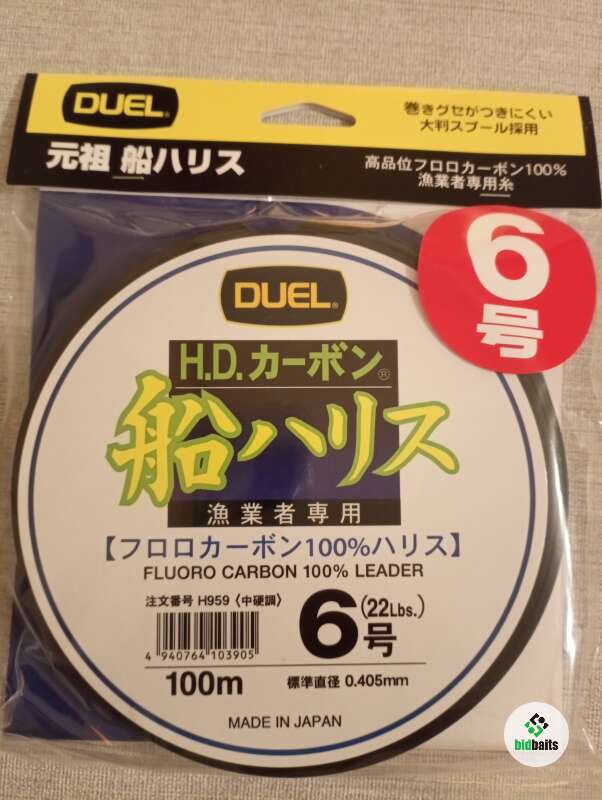 DUEL®
元祖 船ハリス
巻きグセがつきにくい
大判スプール採用
高品位フロロカーボン100%
漁業者専用糸
6
号
DUEL®
H.D.カーボン®
船ハリス
漁業者専用
【フロロカーボン100%ハリス】
FLUORO CARBON 100% LEADER
注文番号 H959〈中硬調〉
4 940764 103905
6号
(22Lbs.)
100m
標準直径 0.405mm
MADE IN JAPAN
bidbaits